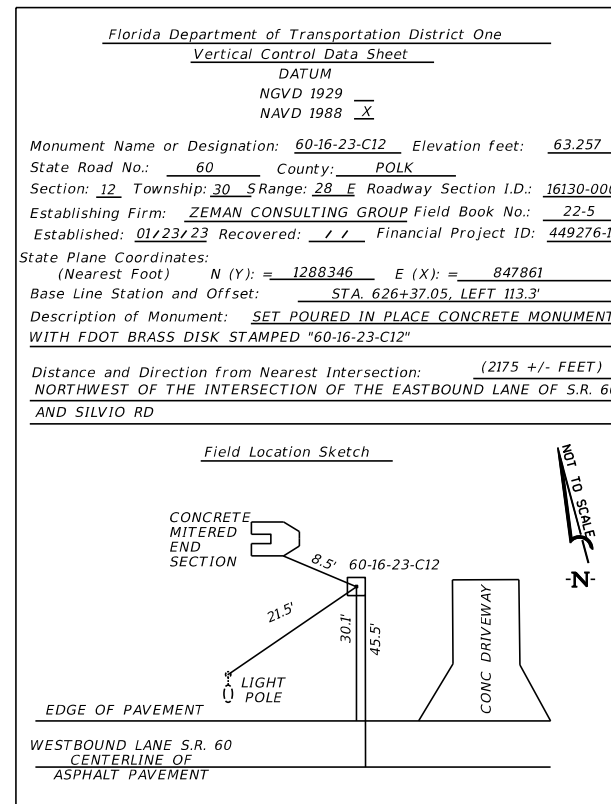 Florida Department of Transportation District One
Vertical Control Data Sheet
DATUM
NGVD 1929
NAVD 1988 X
Monument Name or Designation: 60-16-23-C12 Elevation feet: 63.257
State Road No.: 60 County: POLK
Section: 12 Township: 30 S Range: 28 E Roadway Section I.D.: 16130-000
Establishing Firm: ZEMAN CONSULTING GROUP Field Book No.: 22-5
Established: 01/23/23 Recovered: / / Financial Project ID: 449276-1
State Plane Coordinates:
(Nearest Foot) N (Y): = 1288346 E (X): = 847861
Base Line Station and Offset: STA. 626+37.05, LEFT 113.3'
Description of Monument: SET POURED IN PLACE CONCRETE MONUMENT
WITH FDOT BRASS DISK STAMPED "60-16-23-C12"
Distance and Direction from Nearest Intersection: (2175 +/- FEET)
NORTHWEST OF THE INTERSECTION OF THE EASTBOUND LANE OF S.R. 60
AND SILVIO RD
Field Location Sketch
NOT TO SCALE
-N-
CONCRETE
MITERED
END
SECTION
8.5'
60-16-23-C12
21.5'
30.1'
45.5'
CONC DRIVEWAY
LIGHT
POLE
EDGE OF PAVEMENT
WESTBOUND LANE S.R. 60
CENTERLINE OF
ASPHALT PAVEMENT